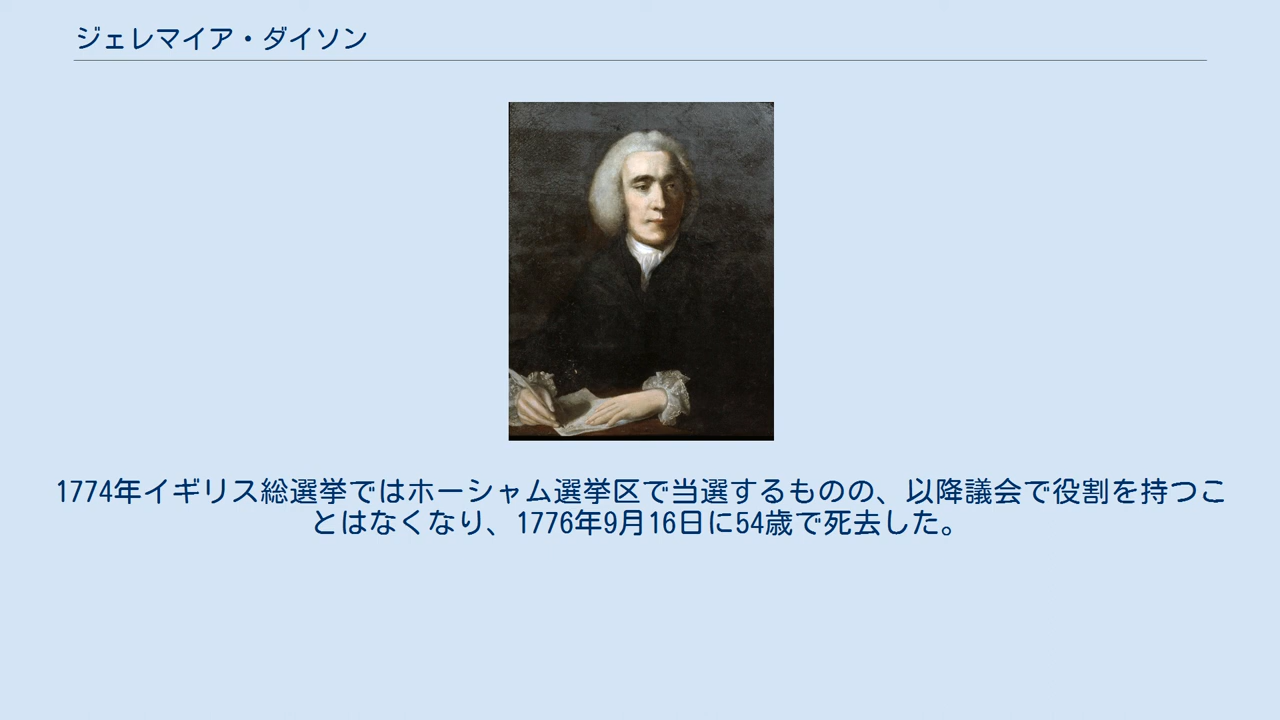 ジェレマイア・ダイソン
1774年イギリス総選挙ではホーシャム選挙区で当選するものの、以降議会で役割を持つこ
とはなくなり、1776年9月16日に54歳で死去した。